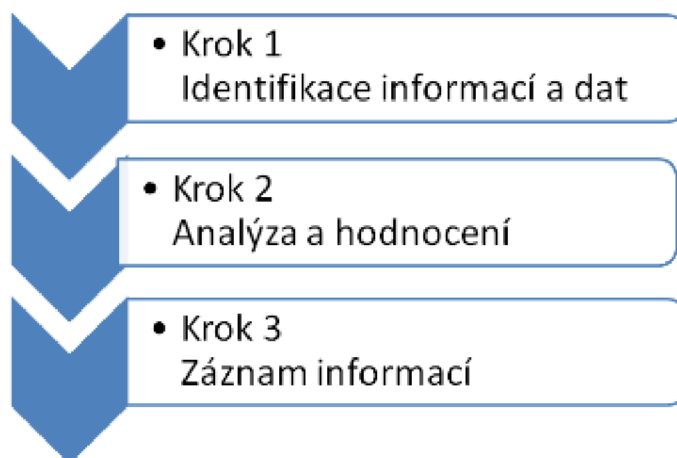 • Krok 1
Identifikace informací a dat
• Krok 2
Analýza a hodnocení
• Krok 3
Záznam informací